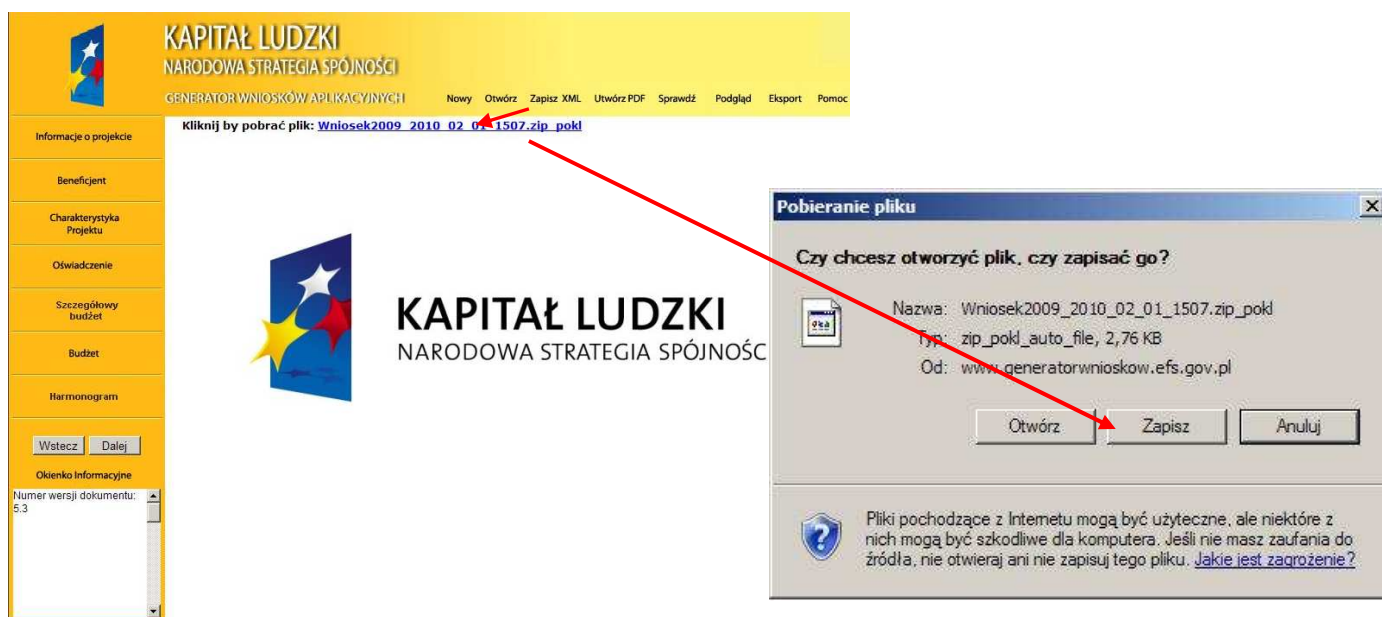 KAPITAŁ LUDZKI
NARODOWA STRATEGIA SPÓJNOŚCI
GENERATOR WNIOSKÓW APLIKACYJNYCH
Nowy Otwórz Zapisz XML Utwórz PDF Sprawdź Podgląd Eksport Pomoc
Kliknij by pobrać plik: Wniosek2009_2010_02_01_1507.zip_pokl
Informacje o projekcie
Beneficjent
Charakterystyka
Projektu
Oświadczenie
Szczegółowy
budżet
Budżet
Harmonogram
Wstecz Dalej
Okienko Informacyjne
Numer wersji dokumentu:
5.3
KAPITAŁ LUDZKI
NARODOWA STRATEGIA SPÓJNOŚC
Pobieranie pliku
Czy chcesz otworzyć plik, czy zapisać go?
Nazwa: Wniosek2009_2010_02_01_1507.zip_pokl
Typ: zip_pokl_auto_file, 2,76 KB
Od: www.generatorwnioskow.efs.gov.pl
Otwórz Zapisz Anuluj
Pliki pochodzące z Internetu mogą być użyteczne, ale niektóre z
nich mogą być szkodliwe dla komputera. Jeśli nie masz zaufania do
źródła, nie otwieraj ani nie zapisuj tego pliku. Jakie jest zagrożenie?